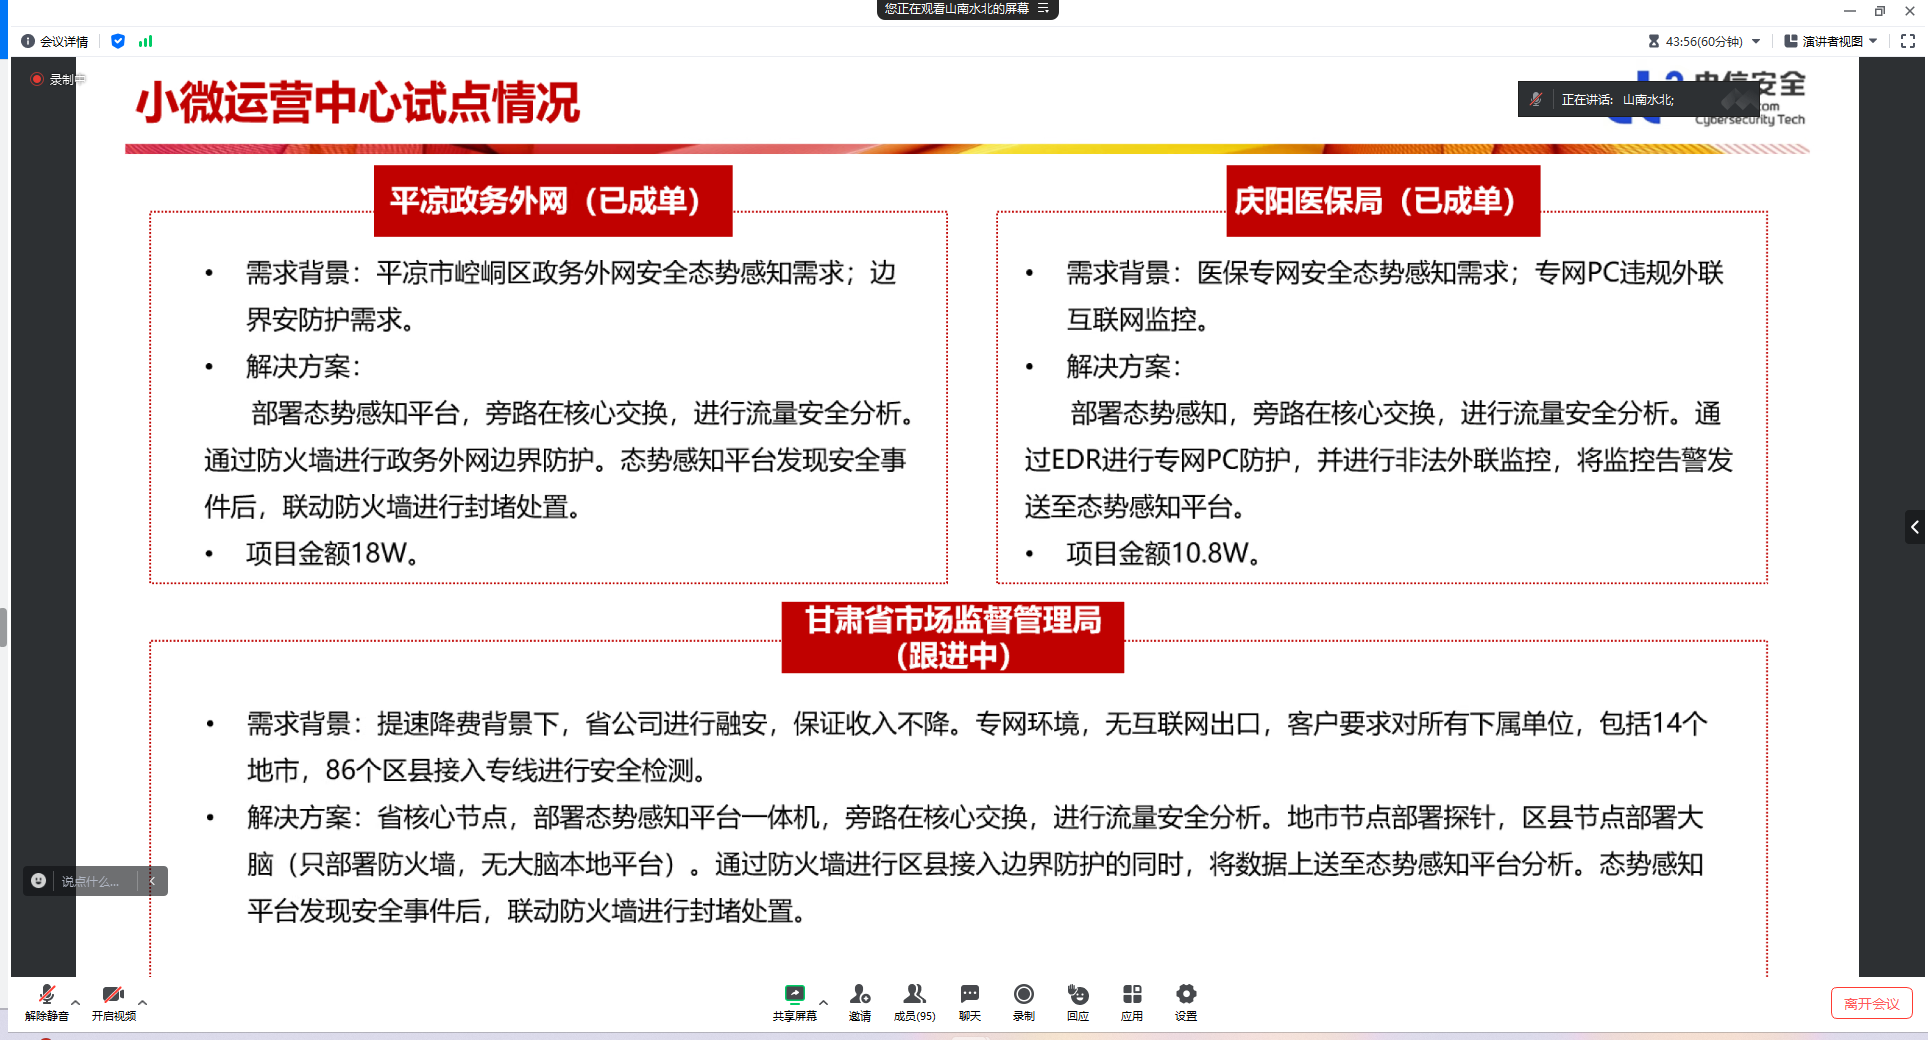 您正在观看山南水北的屏幕
会议详情
43:56(60分钟)
演讲者视图
录制中
小微运营中心试点情况
正在讲话: 山南水北;
电信安全
com
Cybersecurity Tech
平凉政务外网（已成单）
• 需求背景：平凉市崆峒区政务外网安全态势感知需求；边
界安防护需求。
• 解决方案：
部署态势感知平台，旁路在核心交换，进行流量安全分析。
通过防火墙进行政务外网边界防护。态势感知平台发现安全事
件后，联动防火墙进行封堵处置。
• 项目金额18W。
庆阳医保局（已成单）
• 需求背景：医保专网安全态势感知需求；专网PC违规外联
互联网监控。
• 解决方案：
部署态势感知，旁路在核心交换，进行流量安全分析。通
过EDR进行专网PC防护，并进行非法外联监控，将监控告警发
送至态势感知平台。
• 项目金额10.8W。
甘肃省市场监督管理局
（跟进中）
• 需求背景：提速降费背景下，省公司进行融安，保证收入不降。专网环境，无互联网出口，客户要求对所有下属单位，包括14个
地市，86个区县接入专线进行安全检测。
• 解决方案：省核心节点，部署态势感知平台一体机，旁路在核心交换，进行流量安全分析。地市节点部署探针，区县节点部署大
脑（只部署防火墙，无大脑本地平台）。通过防火墙进行区县接入边界防护的同时，将数据上送至态势感知平台分析。态势感知
平台发现安全事件后，联动防火墙进行封堵处置。
说点什么...
解除静音
开启视频
共享屏幕
邀请
成员(95)
聊天
录制
回应
应用
设置
离开会议